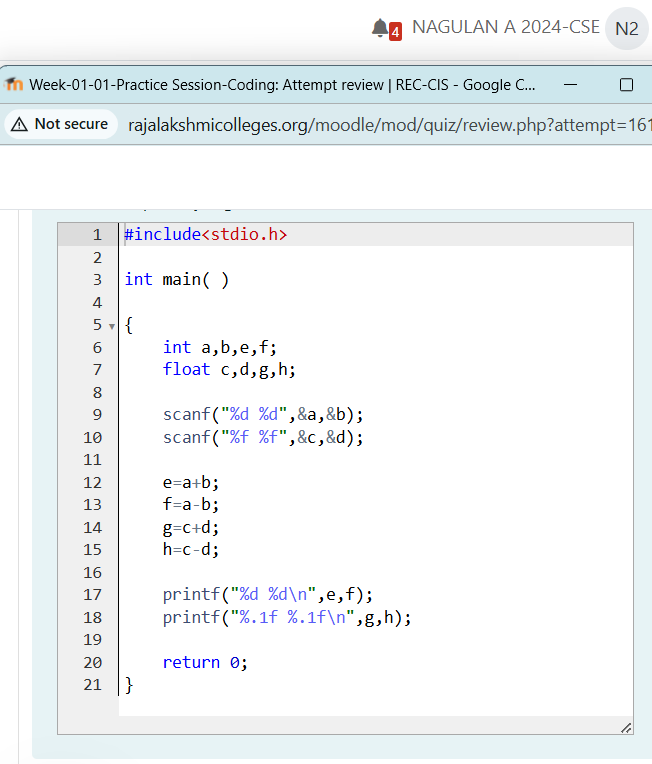 4 NAGULAN A 2024-CSE N2
Week-01-01-Practice Session-Coding: Attempt review | REC-CIS - Google C...
Not secure rajalakshmicolleges.org/moodle/mod/quiz/review.php?attempt=161
1 #include<stdio.h>
2
3 int main( )
4
5 {
6 int a,b,e,f;
7 float c,d,g,h;
8
9 scanf("%d %d",&a,&b);
10 scanf("%f %f",&c,&d);
11
12 e=a+b;
13 f=a-b;
14 g=c+d;
15 h=c-d;
16
17 printf("%d %d\n",e,f);
18 printf("%.1f %.1f\n",g,h);
19
20 return 0;
21 }